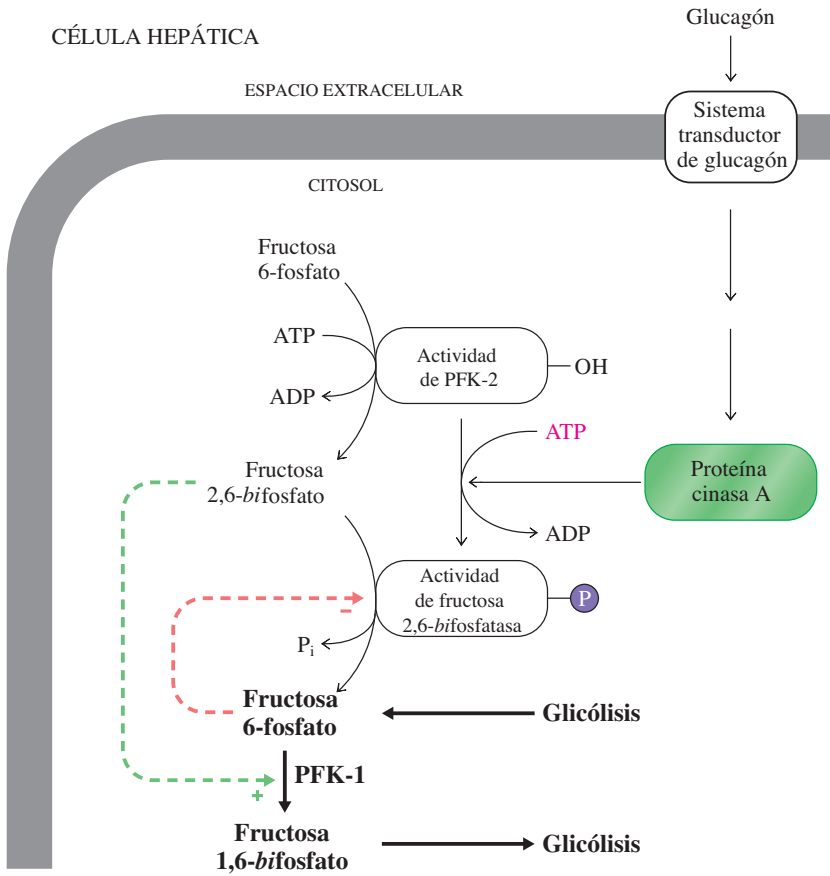 Glucagón
CÉLULA HEPÁTICA
ESPACIO EXTRACELULAR
Sistema
transductor
de glucagón
CITOSOL
Fructosa
6-fosfato
ATP
ADP
Actividad
de PFK-2
OH
ATP
ADP
Proteína
cinasa A
Fructosa
2,6-bifosfato
Actividad
de fructosa
2,6-bifosfatasa
P
–
Pi
Fructosa
6-fosfato
Glicólisis
PFK-1
+
Fructosa
1,6-bifosfato
Glicólisis